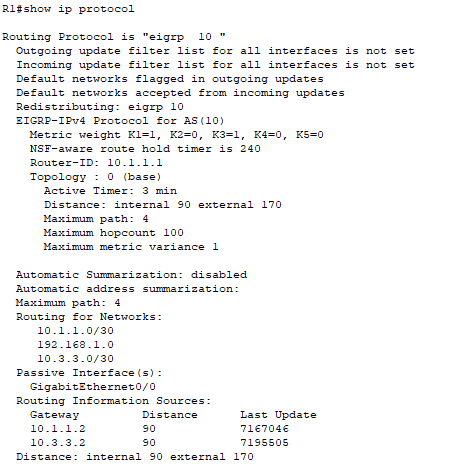 R1#show ip protocol
Routing Protocol is "eigrp  10 "
  Outgoing update filter list for all interfaces is not set
  Incoming update filter list for all interfaces is not set
  Default networks flagged in outgoing updates
  Default networks accepted from incoming updates
  Redistributing: eigrp 10
  EIGRP-IPv4 Protocol for AS(10)
    Metric weight K1=1, K2=0, K3=1, K4=0, K5=0
    NSF-aware route hold timer is 240
    Router-ID: 10.1.1.1
    Topology : 0 (base)
      Active Timer: 3 min
      Distance: internal 90 external 170
      Maximum path: 4
      Maximum hopcount 100
      Maximum metric variance 1
  Automatic Summarization: disabled
  Automatic address summarization:
  Maximum path: 4
  Routing for Networks:
     10.1.1.0/30
     192.168.1.0
     10.3.3.0/30
  Passive Interface(s):
    GigabitEthernet0/0
  Routing Information Sources:
    Gateway         Distance      Last Update
    10.1.1.2        90            7167046
    10.3.3.2        90            7195505
  Distance: internal 90 external 170